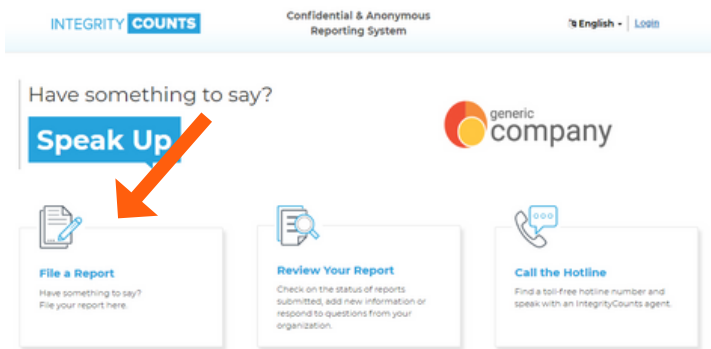 INTEGRITY COUNTS
Confidential & Anonymous
Reporting System
English
Login
Have something to say?
Speak Up
generic
company
File a Report
Have something to say?
File your report here.
Review Your Report
Check on the status of reports
submitted, add new information or
respond to questions from your
organization.
Call the Hotline
Find a toll-free hotline number and
speak with an IntegrityCounts agent.